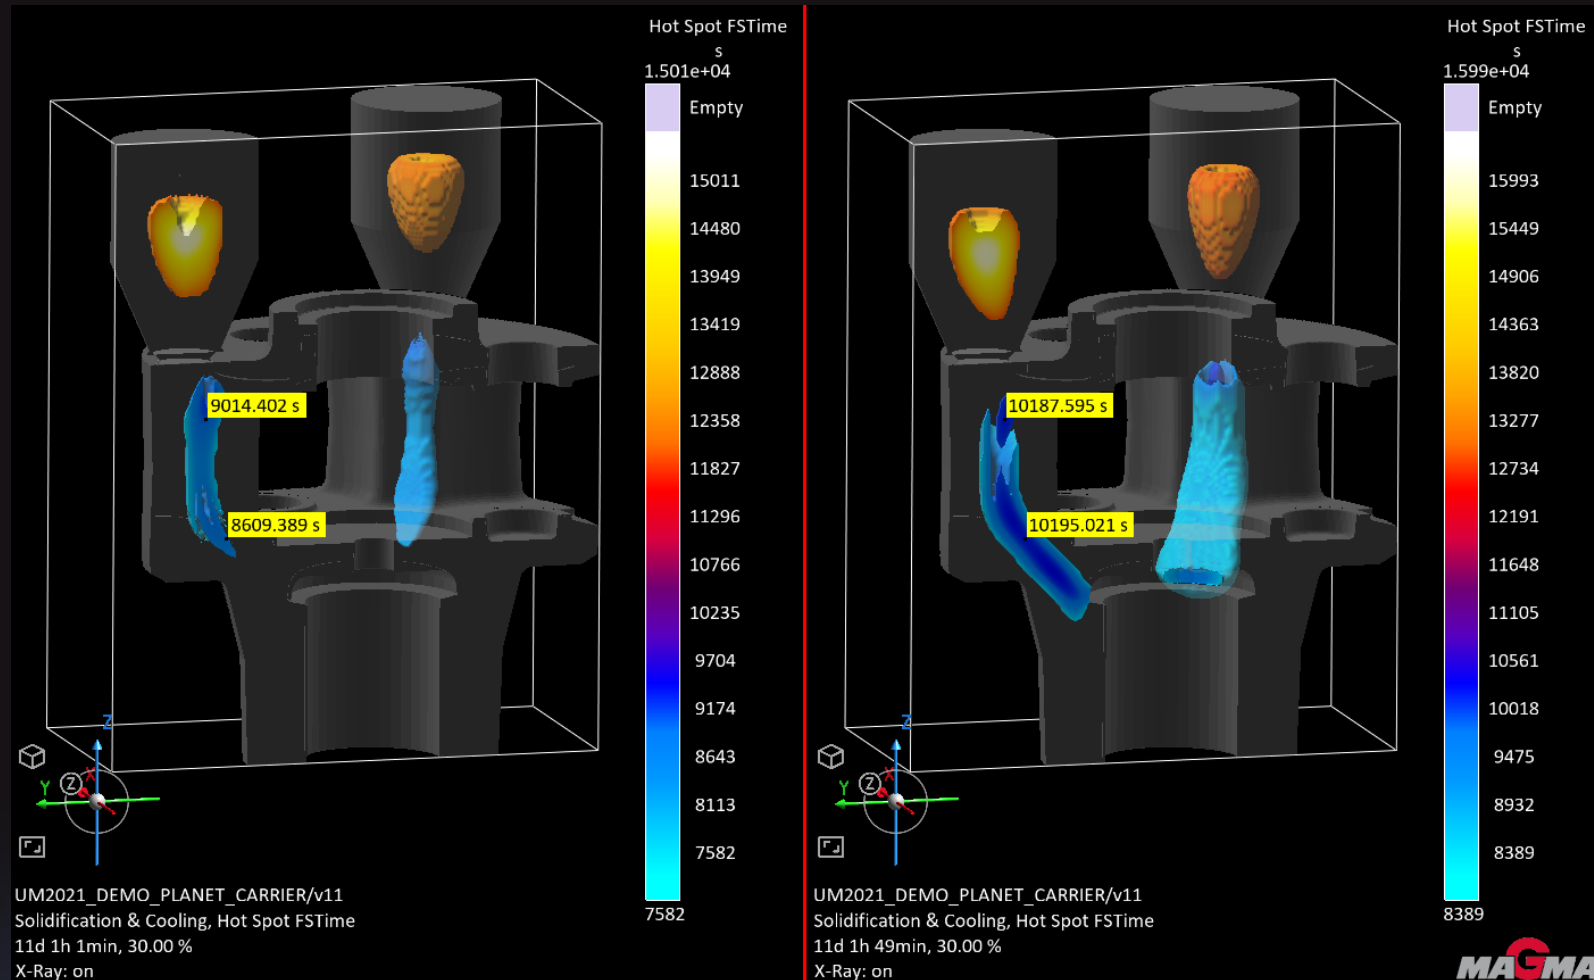 Hot Spot FSTime
s
1.501e+04
Empty
15011
14480
13949
13419
12888
12358
11827
11296
10766
10235
9704
9174
8643
8113
7582
7582
9014.402 s
8609.389 s
Z
X
Z
Y
UM2021_DEMO_PLANET_CARRIER/v11
Solidification & Cooling, Hot Spot FSTime
11d 1h 1min, 30.00 %
X-Ray: on
Hot Spot FSTime
s
1.599e+04
Empty
15993
15449
14906
14363
13820
13277
12734
12191
11648
11105
10561
10018
9475
8932
8389
8389
10187.595 s
10195.021 s
Z
X
Z
Y
UM2021_DEMO_PLANET_CARRIER/v11
Solidification & Cooling, Hot Spot FSTime
11d 1h 49min, 30.00 %
X-Ray: on
MAGMA